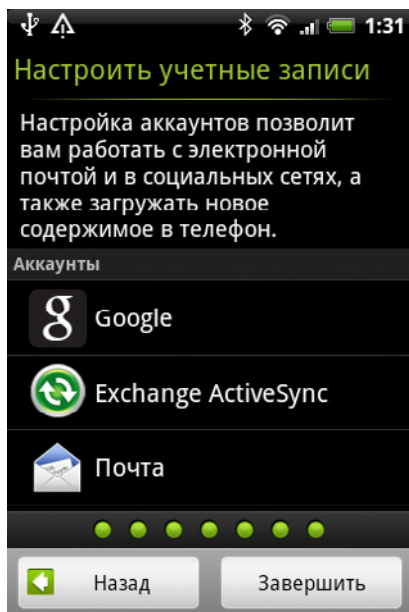 1:31
Настроить учетные записи
Настройка аккаунтов позволит
вам работать с электронной
почтой и в социальных сетях, а
также загружать новое
содержимое в телефон.
Аккаунты
g Google
Exchange ActiveSync
Почта
Назад Завершить